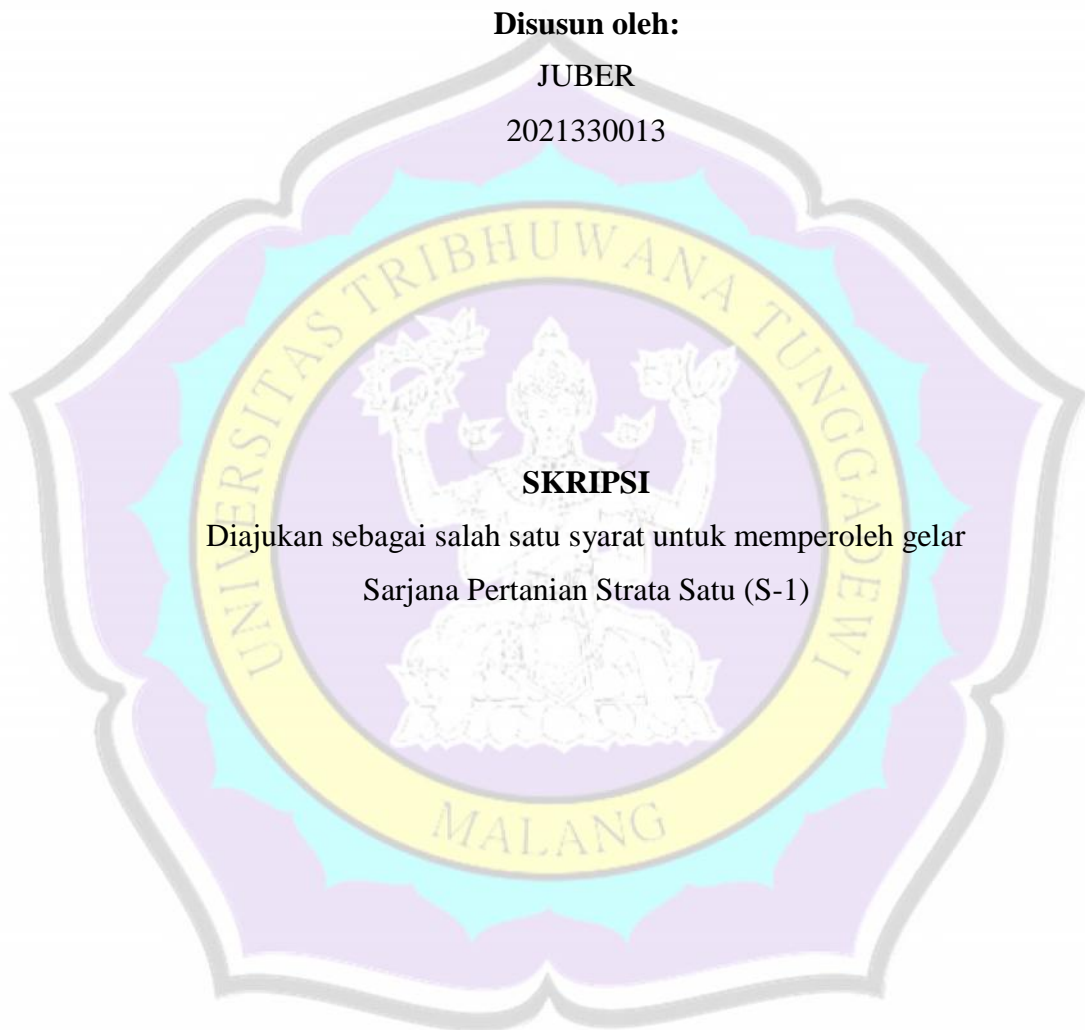 Disusun oleh:
JUBER
2021330013
UNIVERSITAS TRIBHUWANA TUNGGADEWI
SKRIPSI
Diajukan sebagai salah satu syarat untuk memperoleh gelar
Sarjana Pertanian Strata Satu (S-1)
MALANG